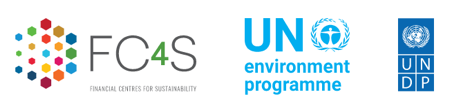 FC4S
FINANCIAL CENTRES FOR SUSTAINABILITY
UN
environment
programme
U N
D P